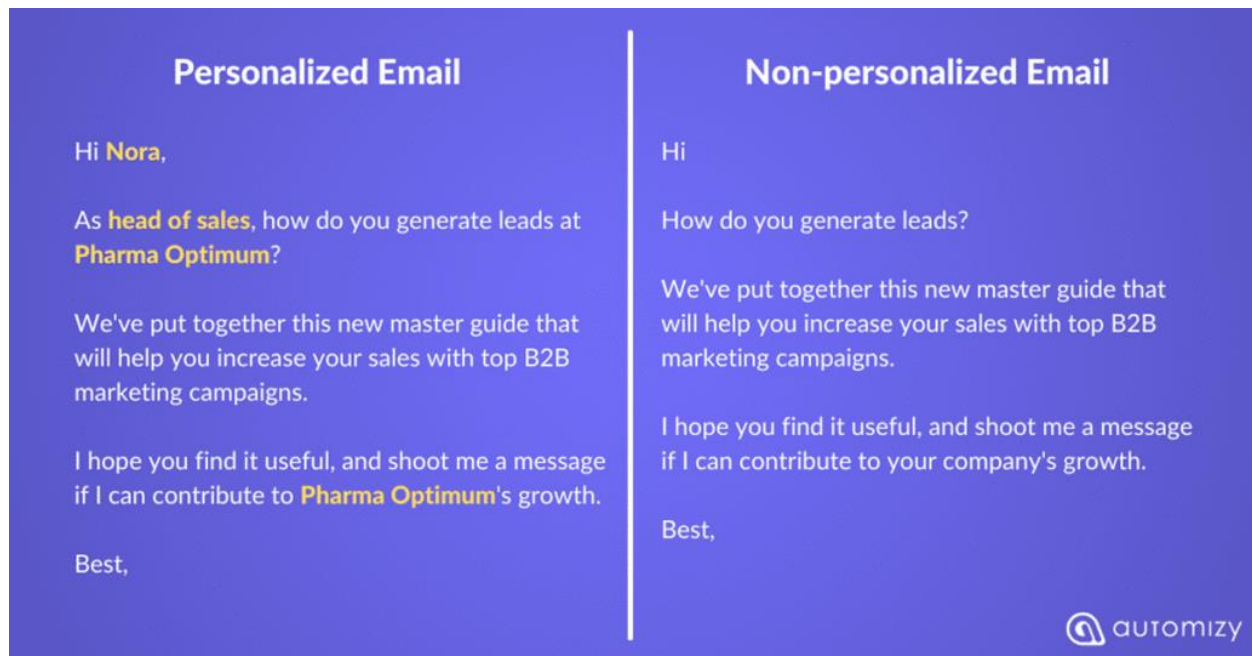 Personalized Email
Hi Nora,
As head of sales, how do you generate leads at
Pharma Optimum?
We've put together this new master guide that
will help you increase your sales with top B2B
marketing campaigns.
I hope you find it useful, and shoot me a message
if I can contribute to Pharma Optimum's growth.
Best,
Non-personalized Email
Hi
How do you generate leads?
We've put together this new master guide that
will help you increase your sales with top B2B
marketing campaigns.
I hope you find it useful, and shoot me a message
if I can contribute to your company's growth.
Best,
automizy